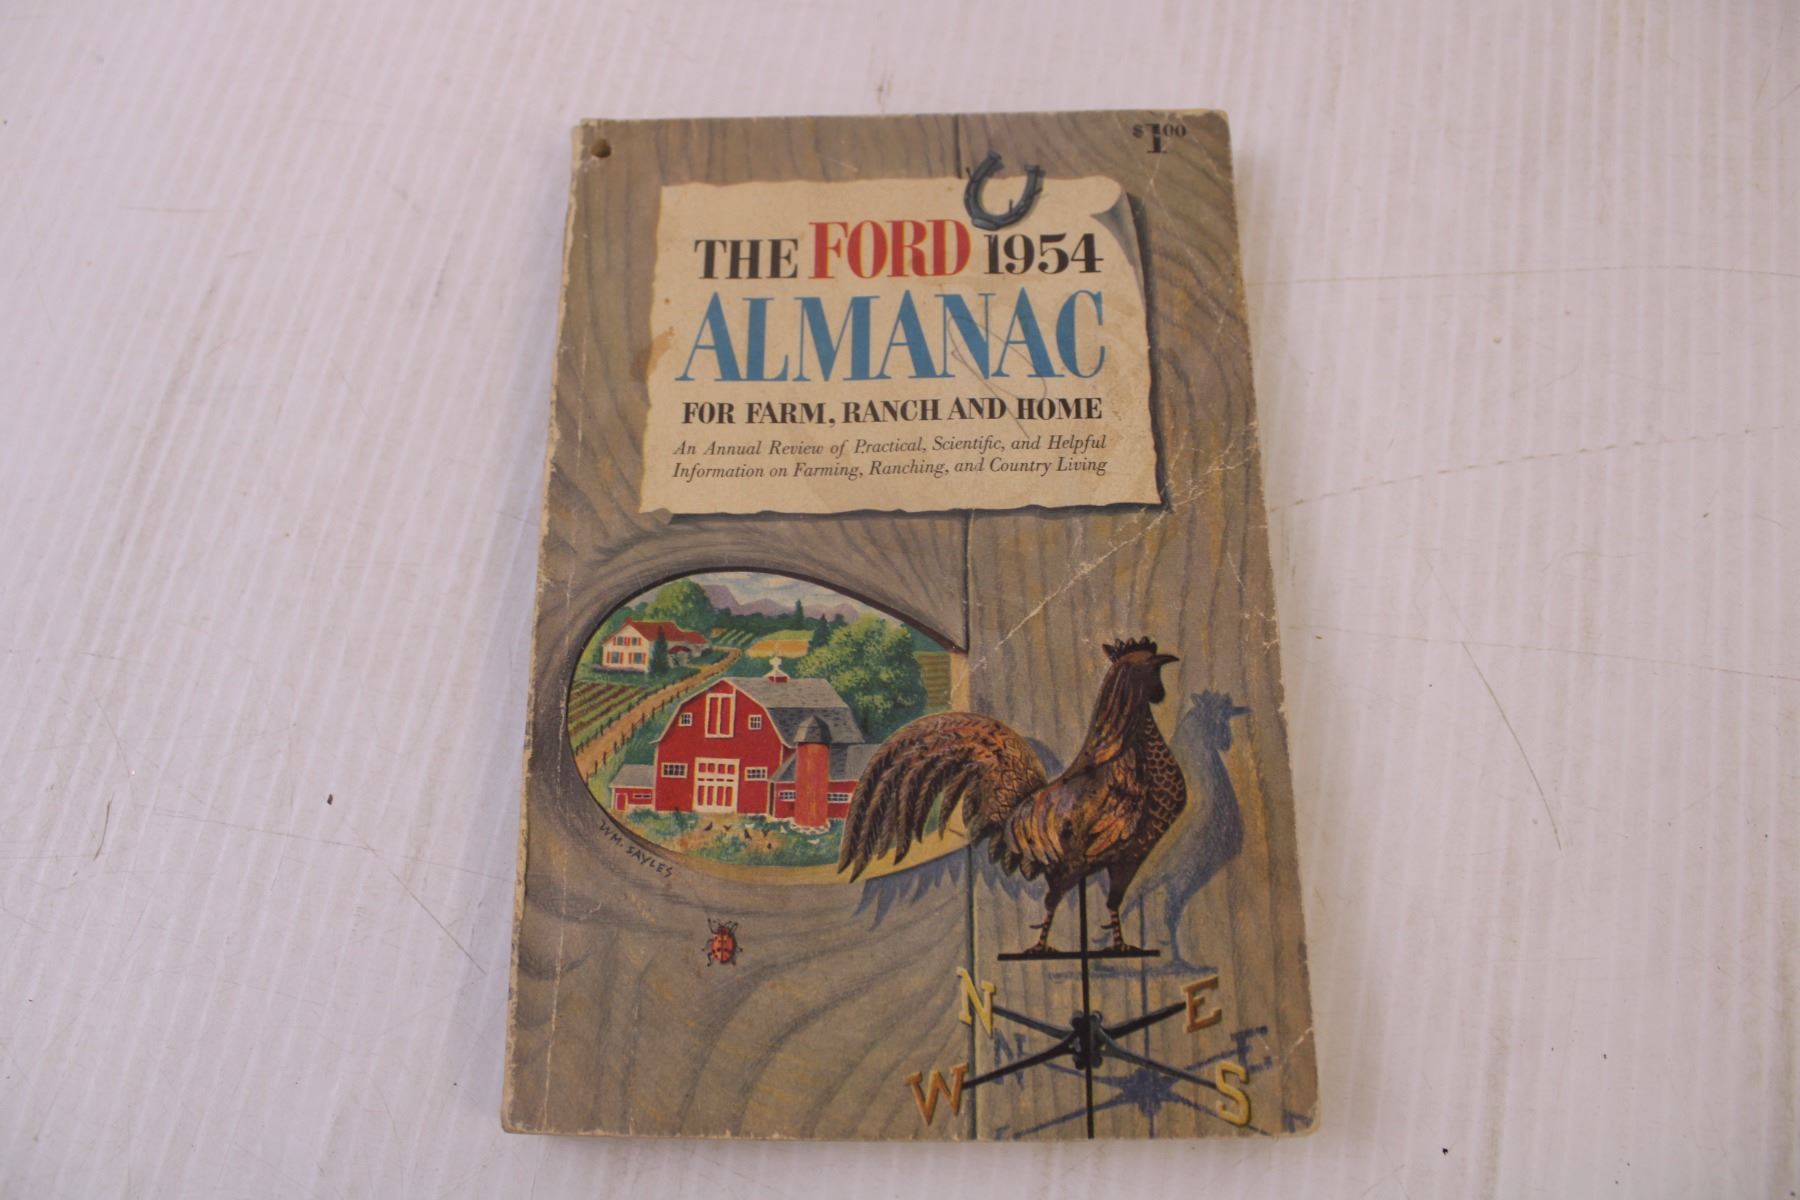 $1.00
THE FORD 1954
ALMANAC
FOR FARM, RANCH AND HOME
An Annual Review of Practical, Scientific, and Helpful
Information on Farming, Ranching, and Country Living
WM. SAYLES
N E
W S